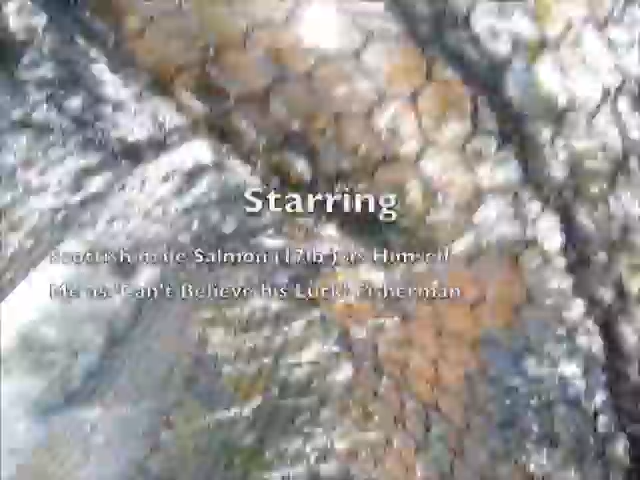 Starring
Scottish male Salmon (17lb ) as Himself
Me as 'Can't Believe his Luck' Fisherman